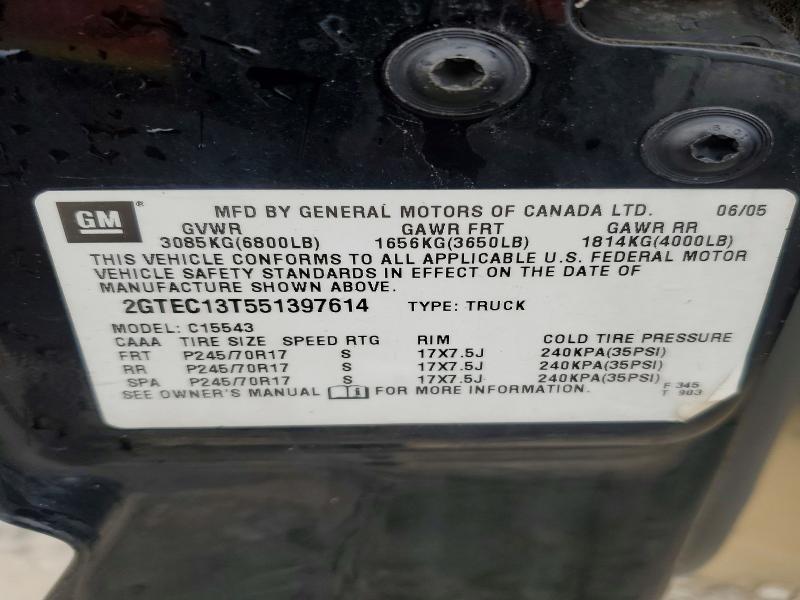 GM® MFD BY GENERAL MOTORS OF CANADA LTD. 06/05
GVWR GAWR FRT GAWR RR
3085KG(6800LB) 1656KG(3650LB) 1814KG(4000LB)
THIS VEHICLE CONFORMS TO ALL APPLICABLE U.S. FEDERAL MOTOR
VEHICLE SAFETY STANDARDS IN EFFECT ON THE DATE OF
MANUFACTURE SHOWN ABOVE.
2GTEC13T551397614 TYPE: TRUCK
MODEL: C15543
CAAA TIRE SIZE SPEED RTG RIM COLD TIRE PRESSURE
FRT P245/70R17 S 17X7.5J 240KPA(35PSI)
RR P245/70R17 S 17X7.5J 240KPA(35PSI)
SPA P245/70R17 S 17X7.5J 240KPA(35PSI)
SEE OWNER'S MANUAL FOR MORE INFORMATION.
F 345
T 903